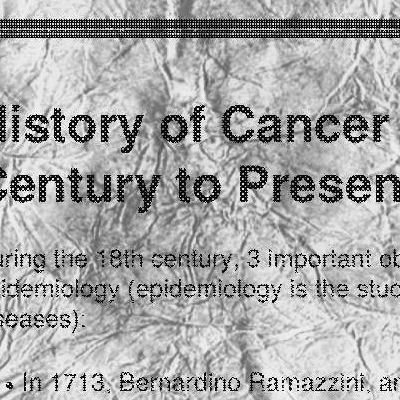 History of Cancer
Century to Presen
uring the 18th century, 3 important ob
idemiology (epidemiology is the stud
seases):
• In 1713, Bernardino Ramazzini, an